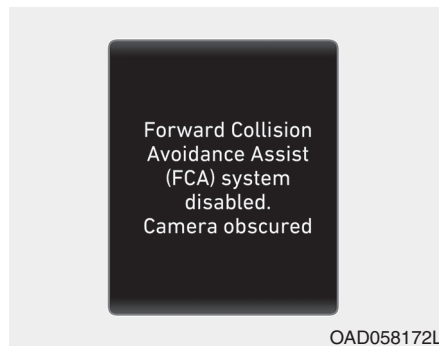 Forward Collision
Avoidance Assist
(FCA) system
disabled.
Camera obscured
OAD058172L